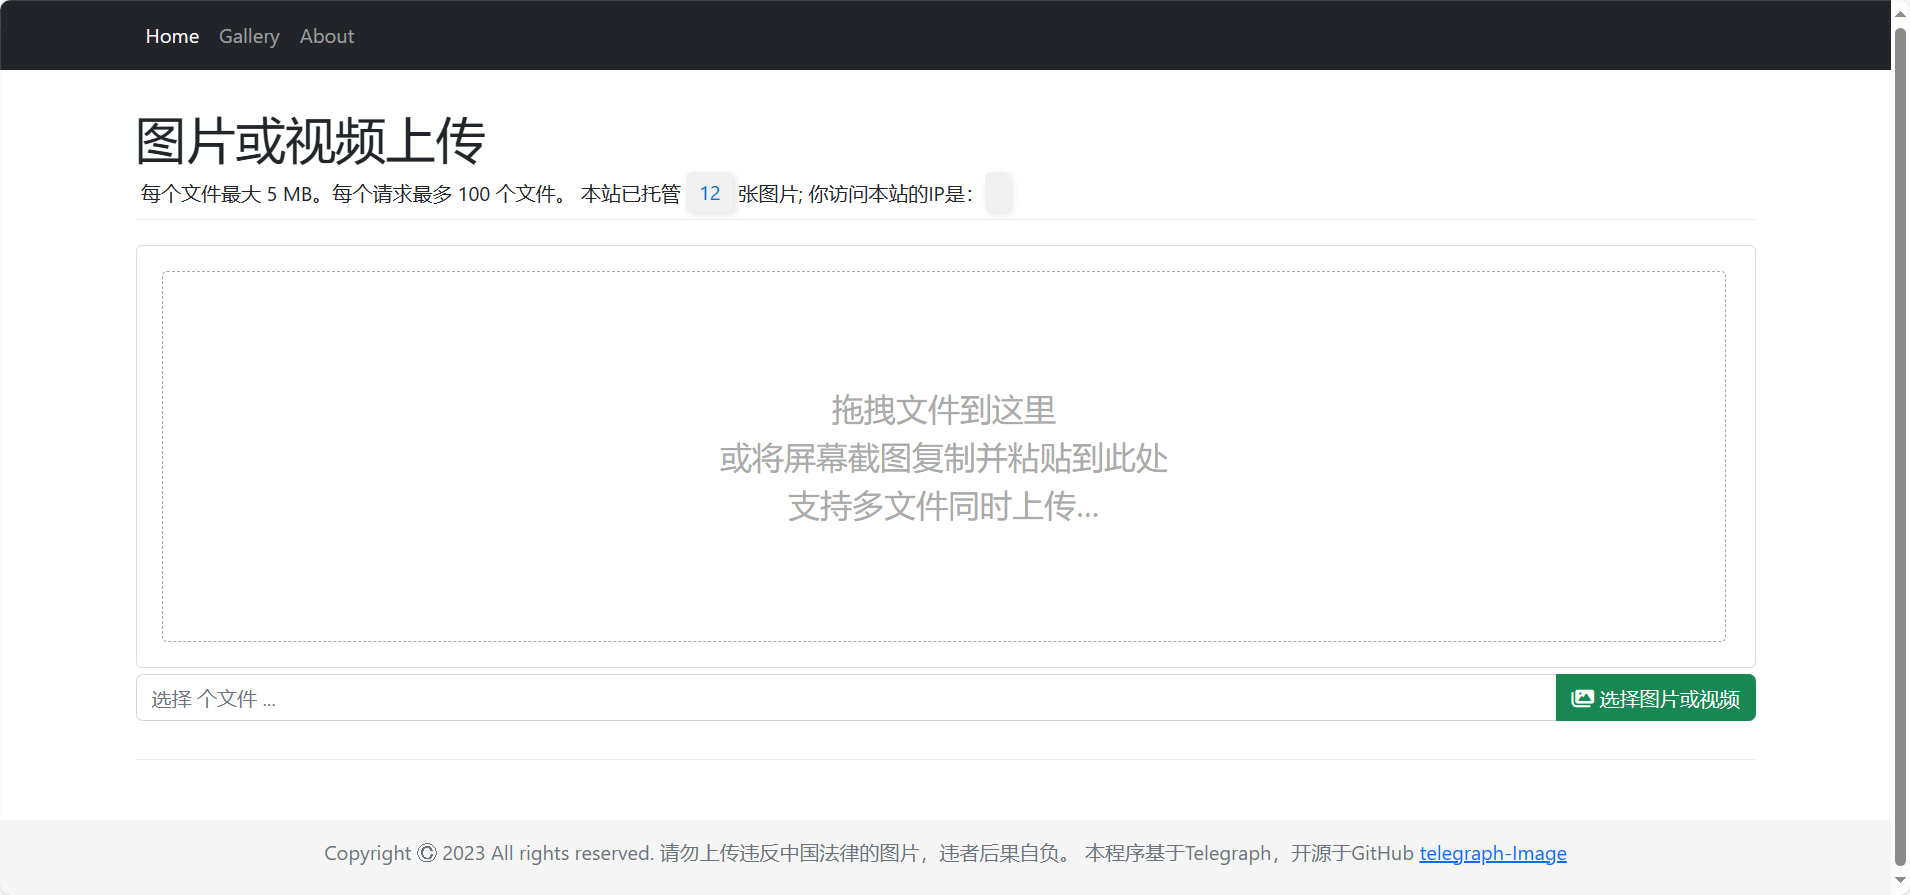 Home Gallery About
图片或视频上传
每个文件最大 5 MB。每个请求最多 100 个文件。 本站已托管 12 张图片; 你访问本站的IP是：
拖拽文件到这里
或将屏幕截图复制并粘贴到此处
支持多文件同时上传...
选择 个文件 ...
选择图片或视频
Copyright © 2023 All rights reserved. 请勿上传违反中国法律的图片，违者后果自负。 本程序基于Telegraph，开源于GitHub telegraph-Image